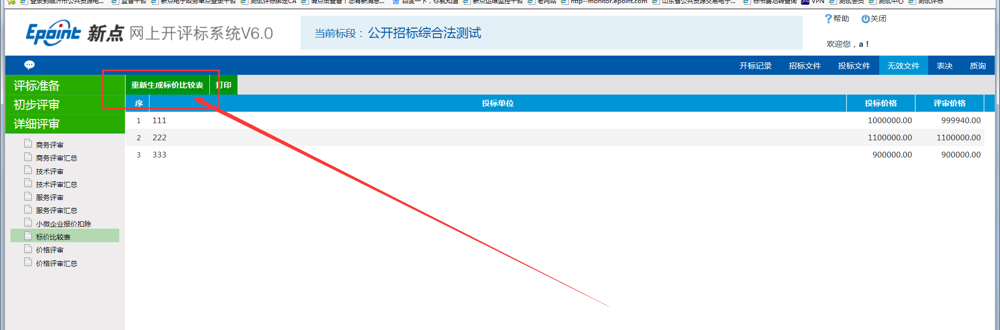 登录到临沂市公共资源电... 监督平台 新点电子政务单点登录平台 测试评标绑定CA 请点击查看！您有新消息... 百度一下，你就知道 新点运维监控平台 老网站 http--monitor.epoint.com 山东省公共资源交易电子... 标书费划转查询 VPN 测试会员 测试中心 测试评标
Epoint 新点 网上开评标系统V6.0
当前标段： 公开招标综合法测试
帮助 关闭
欢迎您，a！
开标记录 招标文件 投标文件 无效文件 表决 质询
评标准备
初步评审
详细评审
商务评审
商务评审汇总
技术评审
技术评审汇总
服务评审
服务评审汇总
小微企业报价扣除
标价比较表
价格评审
价格评审汇总
重新生成标价比较表 打印
序 投标单位 投标价格 评审价格
1 111 1000000.00 999940.00
2 222 1100000.00 1100000.00
3 333 900000.00 900000.00